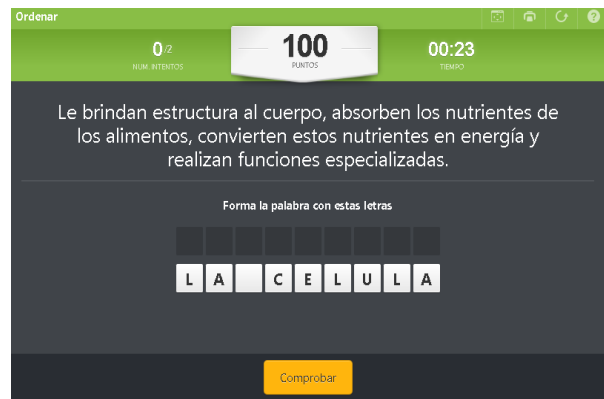 Ordenar
0/2
NUM. INTENTOS
100
PUNTOS
00:23
TIEMPO
Le brindan estructura al cuerpo, absorben los nutrientes de
los alimentos, convierten estos nutrientes en energía y
realizan funciones especializadas.
Forma la palabra con estas letras
L A C E L U L A
Comprobar